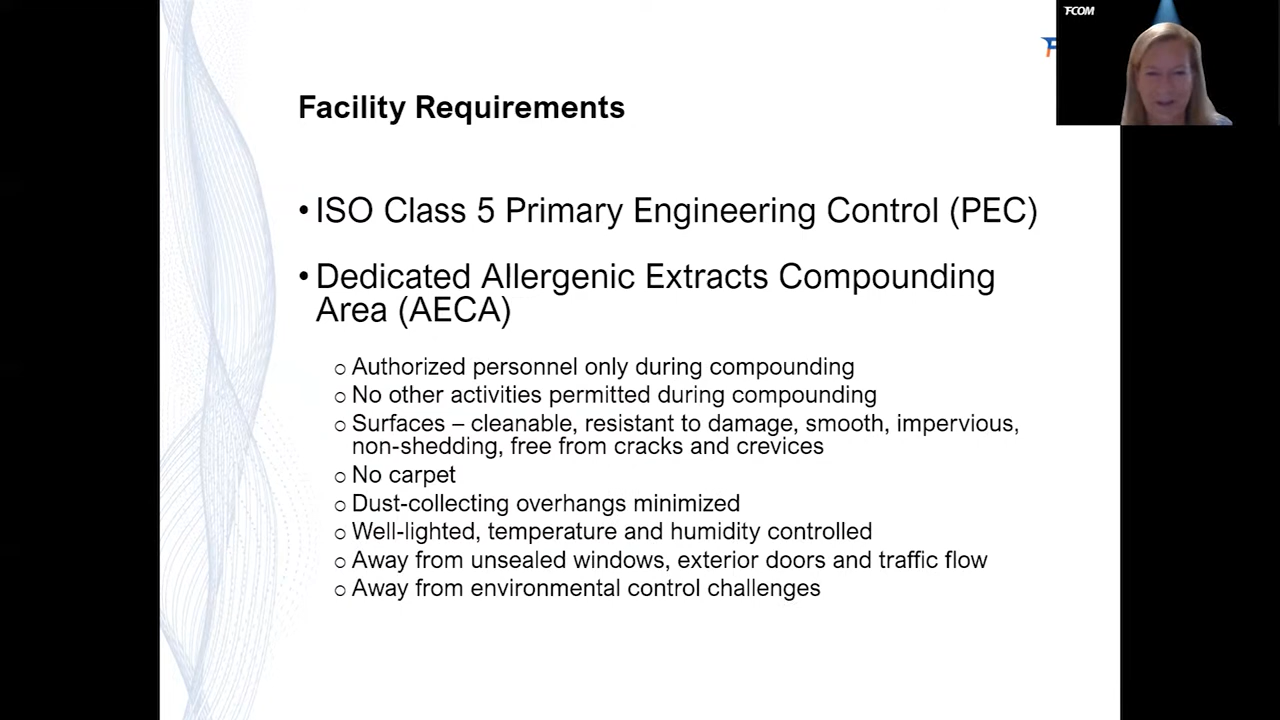 FCOM
Facility Requirements
• ISO Class 5 Primary Engineering Control (PEC)
• Dedicated Allergenic Extracts Compounding
Area (AECA)
o Authorized personnel only during compounding
o No other activities permitted during compounding
o Surfaces – cleanable, resistant to damage, smooth, impervious,
non-shedding, free from cracks and crevices
o No carpet
o Dust-collecting overhangs minimized
o Well-lighted, temperature and humidity controlled
o Away from unsealed windows, exterior doors and traffic flow
o Away from environmental control challenges